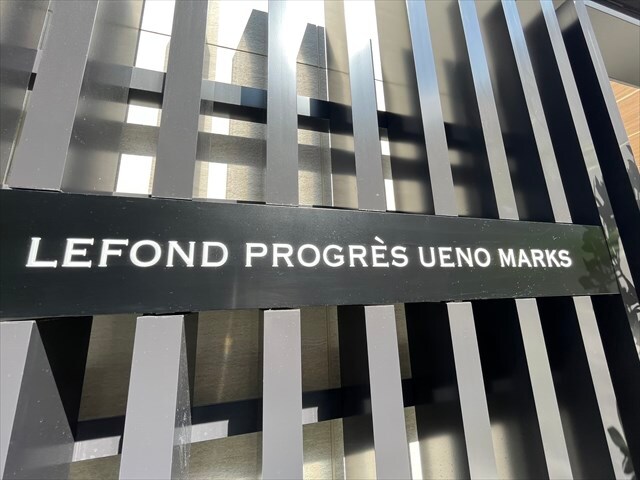 LEFOND PROGRÈS UENO MARKS